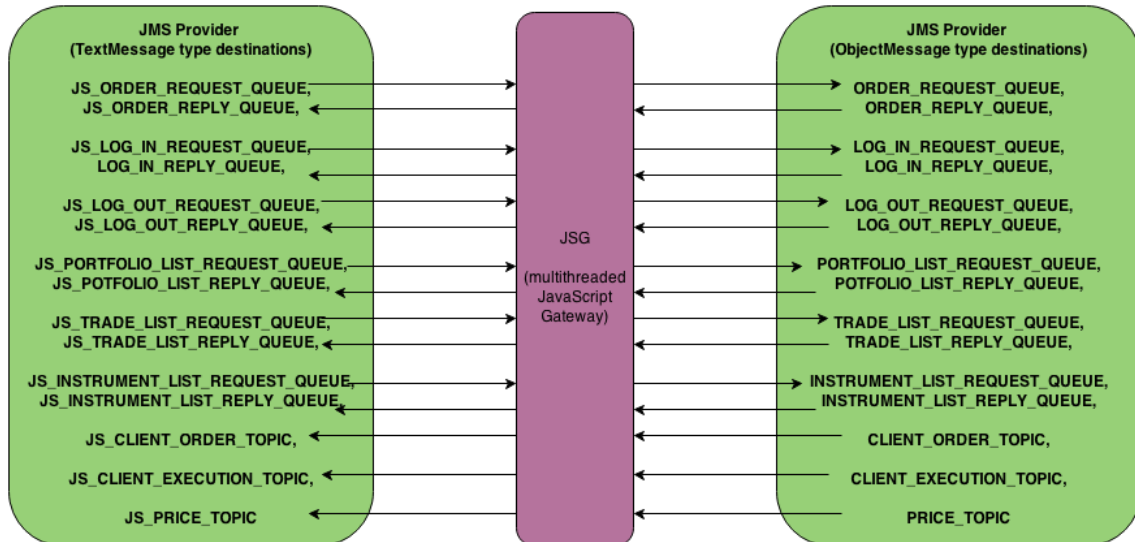 JMS Provider
(TextMessage type destinations)
JS_ORDER_REQUEST_QUEUE,
JS_ORDER_REPLY_QUEUE,
JS_LOG_IN_REQUEST_QUEUE,
LOG_IN_REPLY_QUEUE,
JS_LOG_OUT_REQUEST_QUEUE,
JS_LOG_OUT_REPLY_QUEUE,
JS_PORTFOLIO_LIST_REQUEST_QUEUE,
JS_POTFOLIO_LIST_REPLY_QUEUE,
JS_TRADE_LIST_REQUEST_QUEUE,
JS_TRADE_LIST_REPLY_QUEUE,
JS_INSTRUMENT_LIST_REQUEST_QUEUE,
JS_INSTRUMENT_LIST_REPLY_QUEUE,
JS_CLIENT_ORDER_TOPIC,
JS_CLIENT_EXECUTION_TOPIC,
JS_PRICE_TOPIC
JSG
(multithreaded
JavaScript
Gateway)
JMS Provider
(ObjectMessage type destinations)
ORDER_REQUEST_QUEUE,
ORDER_REPLY_QUEUE,
LOG_IN_REQUEST_QUEUE,
LOG_IN_REPLY_QUEUE,
LOG_OUT_REQUEST_QUEUE,
LOG_OUT_REPLY_QUEUE,
PORTFOLIO_LIST_REQUEST_QUEUE,
POTFOLIO_LIST_REPLY_QUEUE,
TRADE_LIST_REQUEST_QUEUE,
TRADE_LIST_REPLY_QUEUE,
INSTRUMENT_LIST_REQUEST_QUEUE,
INSTRUMENT_LIST_REPLY_QUEUE,
CLIENT_ORDER_TOPIC,
CLIENT_EXECUTION_TOPIC,
PRICE_TOPIC